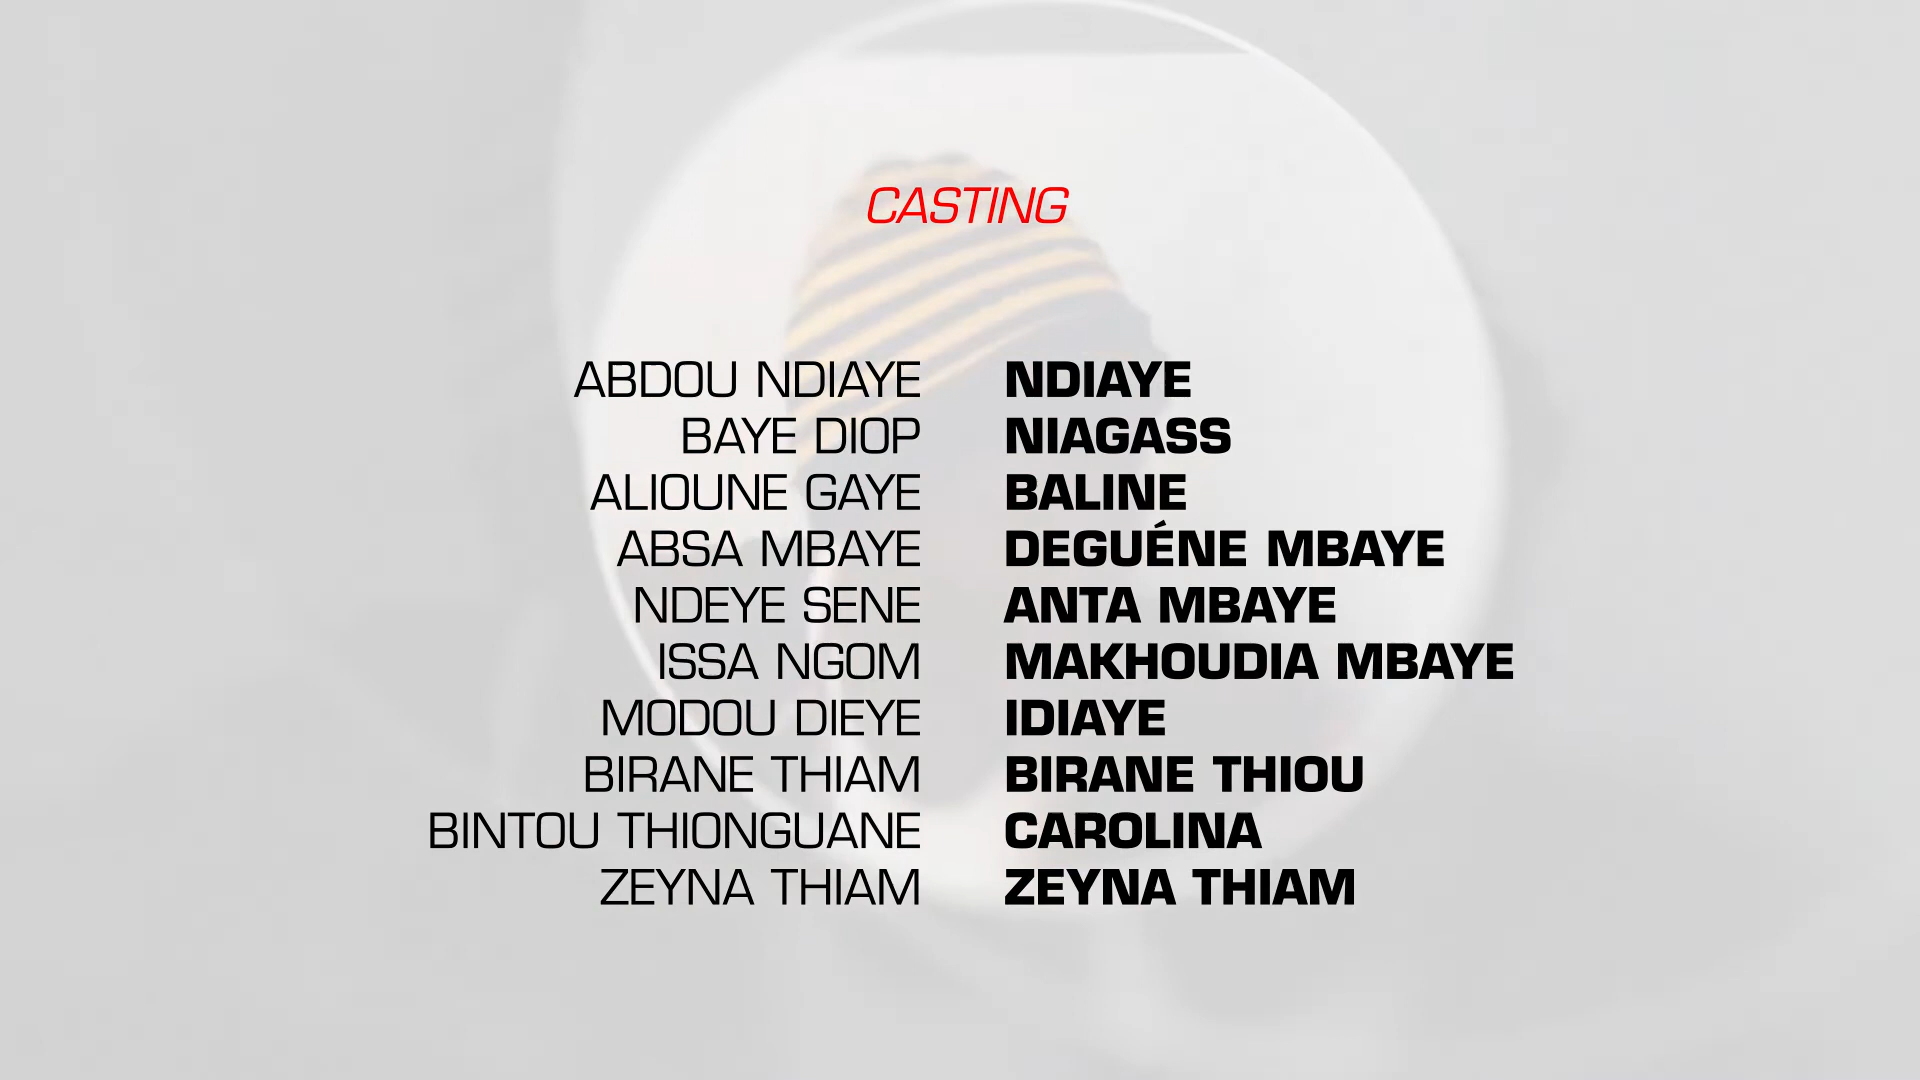 CASTING
ABDOU NDIAYE NDIAYE
BAYE DIOP NIAGASS
ALIOUNE GAYE BALINE
ABSA MBAYE DEGUÉNE MBAYE
NDEYE SENE ANTA MBAYE
ISSA NGOM MAKHOUDIA MBAYE
MODOU DIEYE IDIAYE
BIRANE THIAM BIRANE THIOU
BINTOU THIONGUANE CAROLINA
ZEYNA THIAM ZEYNA THIAM